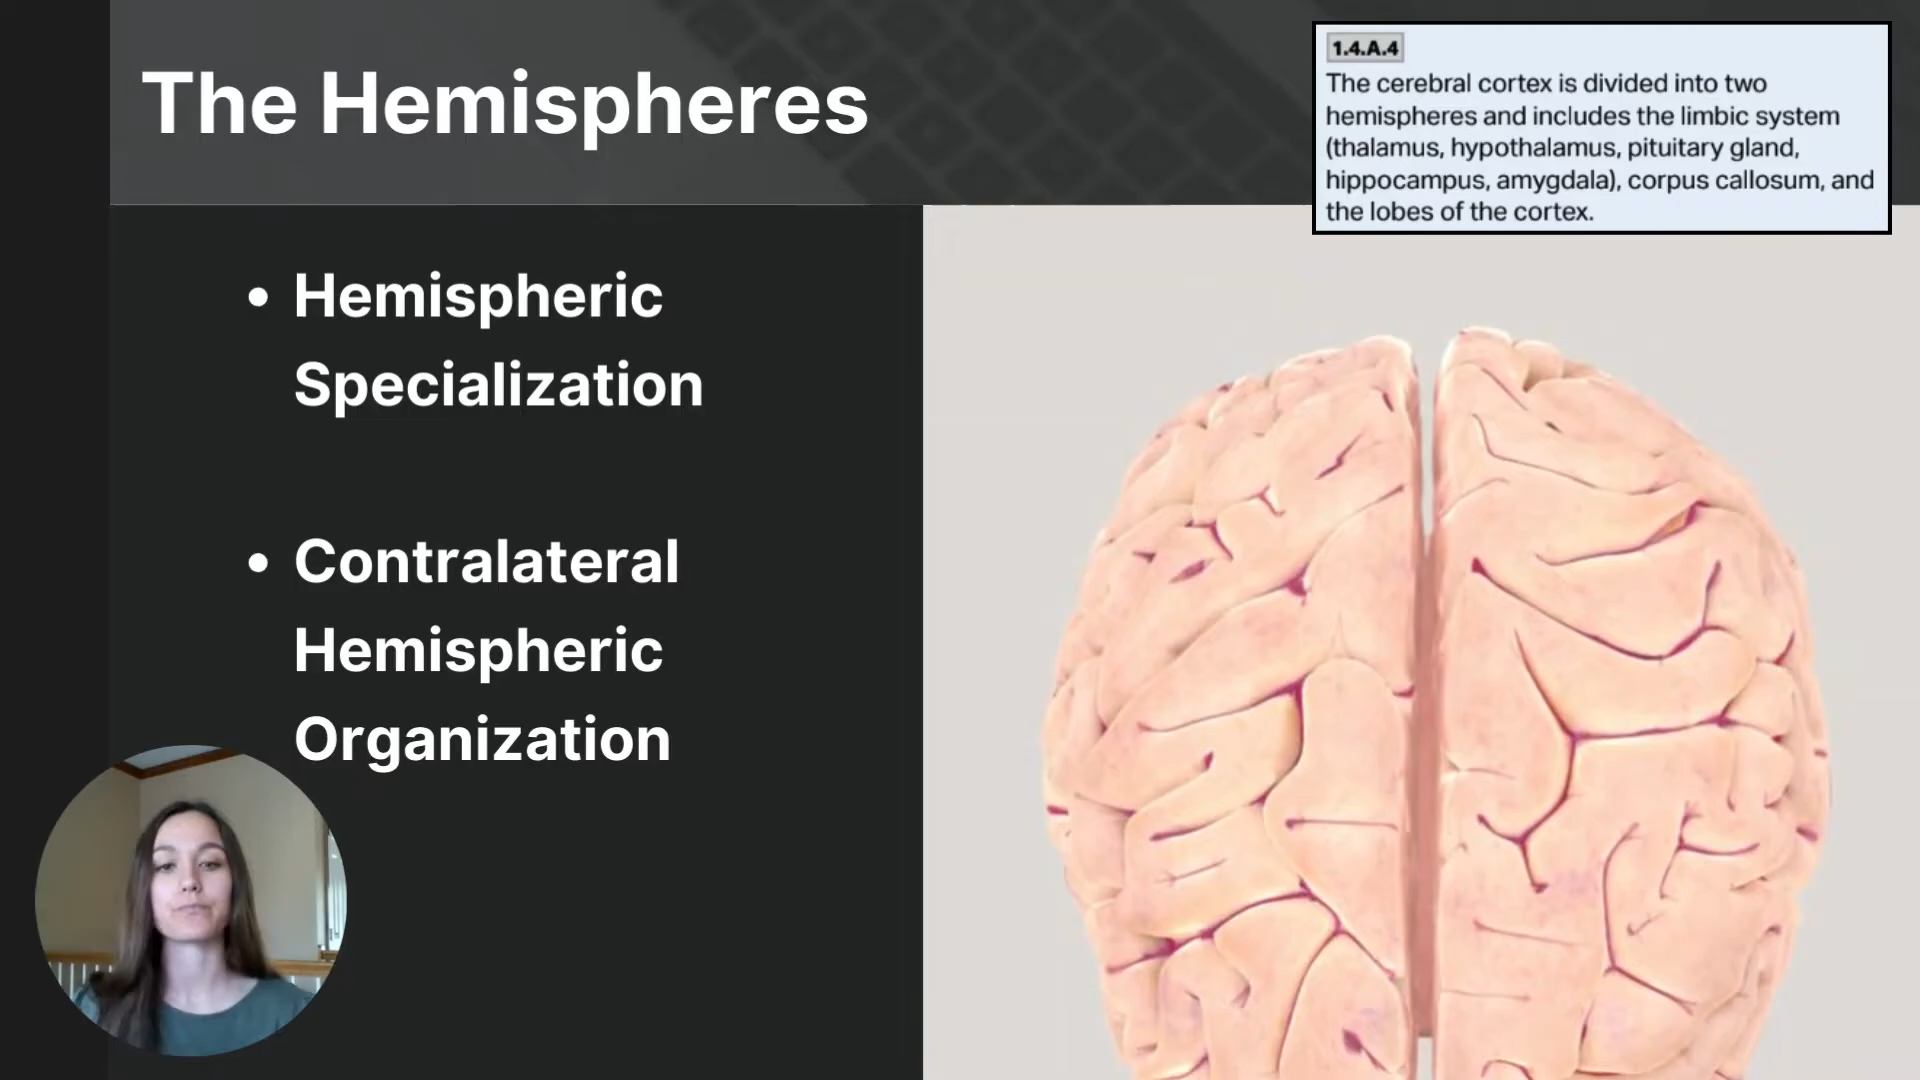 The Hemispheres
1.4.A.4
The cerebral cortex is divided into two
hemispheres and includes the limbic system
(thalamus, hypothalamus, pituitary gland,
hippocampus, amygdala), corpus callosum, and
the lobes of the cortex.
• Hemispheric
Specialization
• Contralateral
Hemispheric
Organization